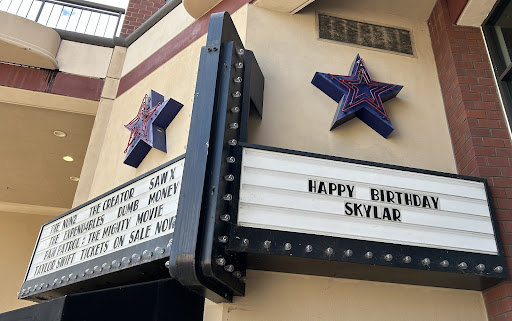 THE CREATOR SAW X
THE NUN2 DUMB MONEY
THE EXPEND4BLES
PAW PATROL: THE MIGHTY MOVIE
TAYLOR SWIFT TICKETS ON SALE NOW
HAPPY BIRTHDAY
SKYLAR